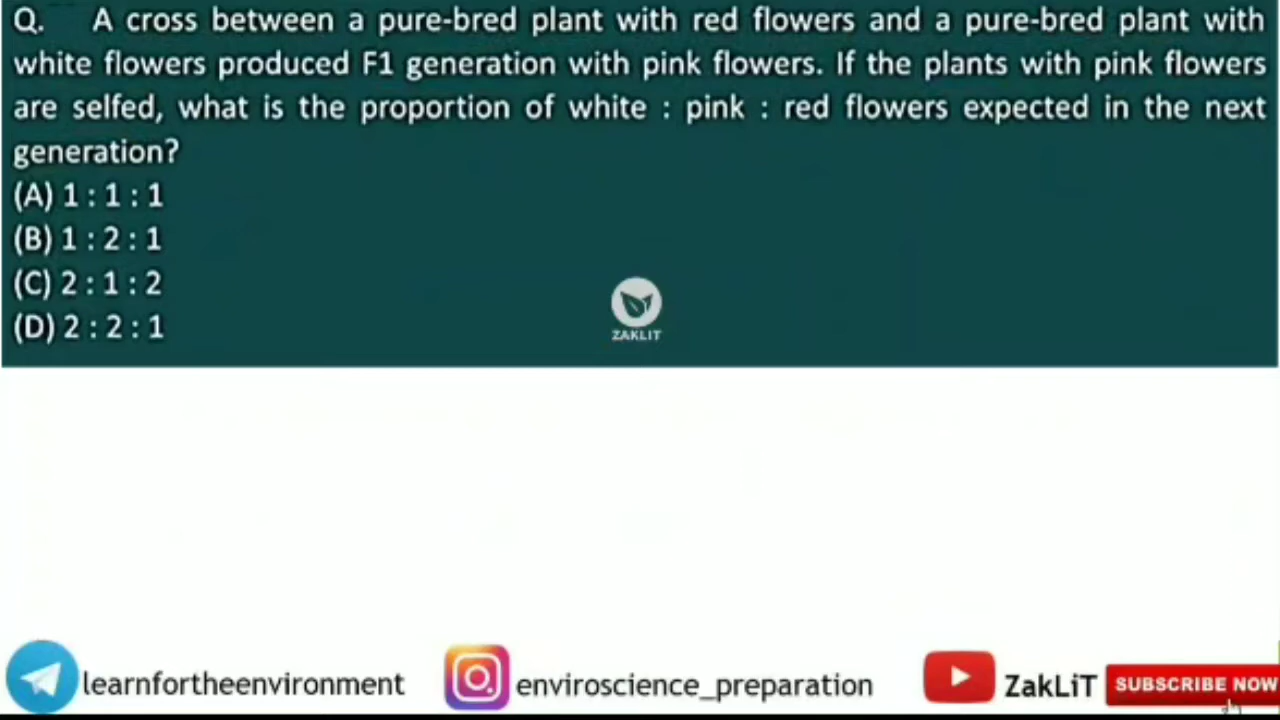 Q. A cross between a pure-bred plant with red flowers and a pure-bred plant with
white flowers produced F1 generation with pink flowers. If the plants with pink flowers
are selfed, what is the proportion of white : pink : red flowers expected in the next
generation?
(A) 1 : 1 : 1
(B) 1 : 2 : 1
(C) 2 : 1 : 2
(D) 2 : 2 : 1
ZAKLIT
learnfortheenvironment enviroscience_preparation ZakLiT SUBSCRIBE NOW